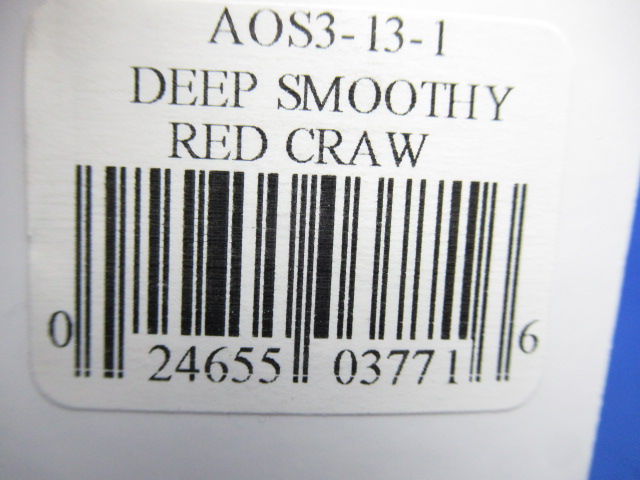 AOS3-13-1
DEEP SMOOTHY
RED CRAW
0 24655 03771 6